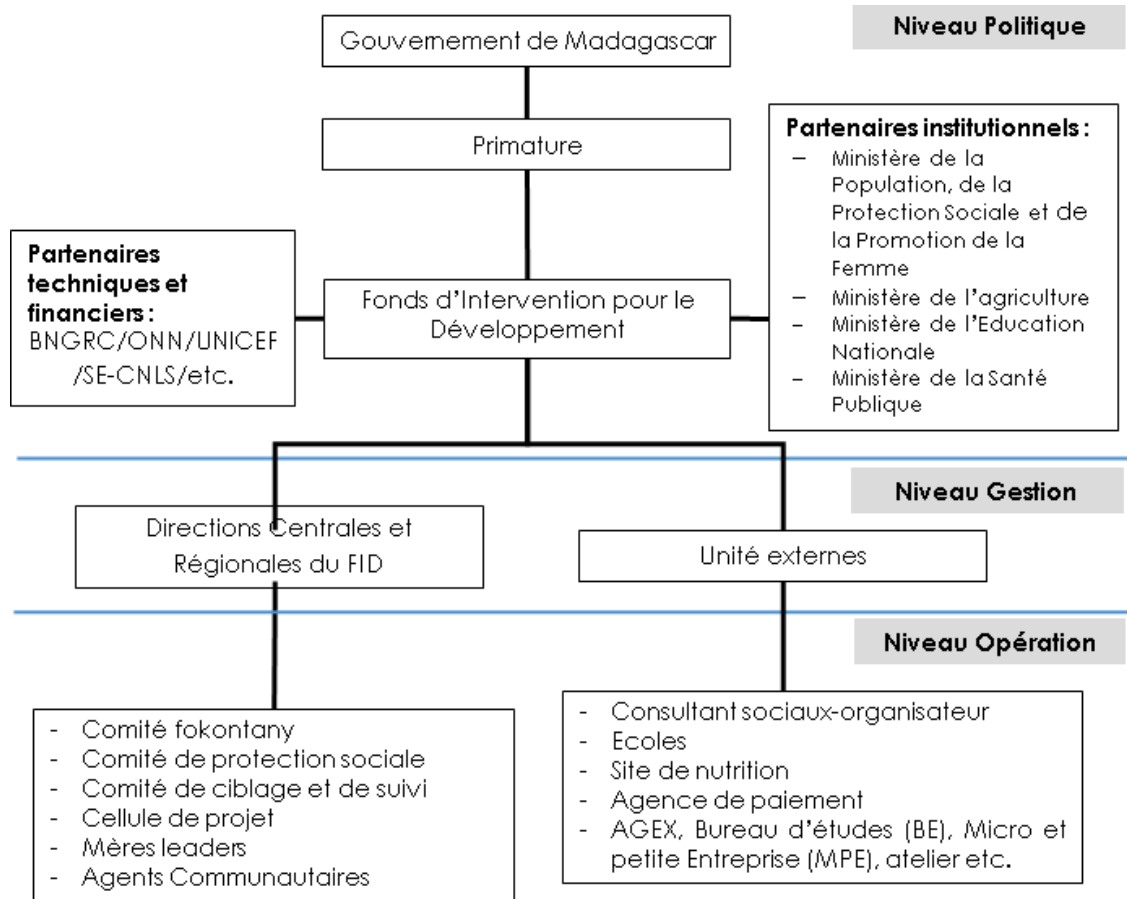 Gouvernement de Madagascar
Niveau Politique
Primature
Partenaires institutionnels :
– Ministère de la
Population, de la
Protection Sociale et de
la Promotion de la
Femme
– Ministère de l'agriculture
– Ministère de l'Education
Nationale
– Ministère de la Santé
Publique
Partenaires
techniques et
financiers :
BNGRC/ONN/UNICEF
/SE-CNLS/etc.
Fonds d'Intervention pour le
Développement
Niveau Gestion
Directions Centrales et
Régionales du FID
Unité externes
Niveau Opération
- Comité fokontany
- Comité de protection sociale
- Comité de ciblage et de suivi
- Cellule de projet
- Mères leaders
- Agents Communautaires
- Consultant sociaux-organisateur
- Ecoles
- Site de nutrition
- Agence de paiement
- AGEX, Bureau d'études (BE), Micro et
petite Entreprise (MPE), atelier etc.